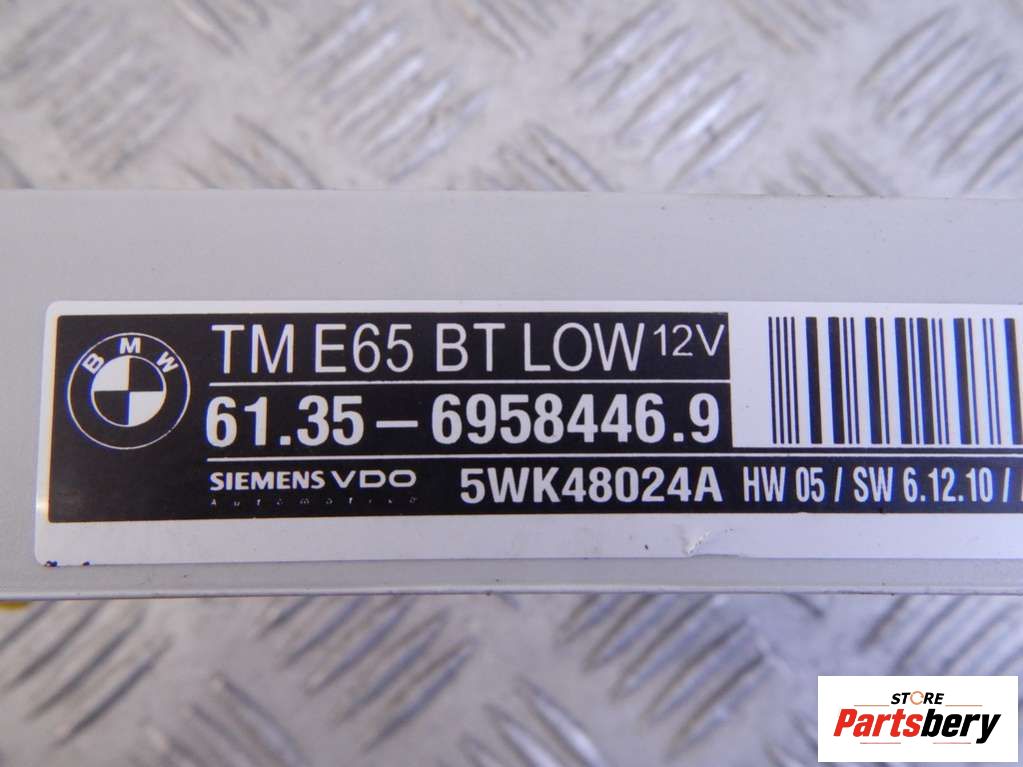 BMW
TM E65 BT LOW 12V
61.35 – 6958446.9
SIEMENS VDO
Automotive
5WK48024A HW 05 / SW 6.12.10 /
STORE
Partsbery